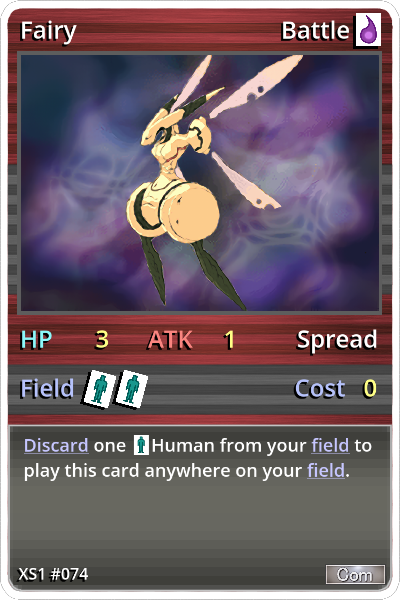 Fairy Battle
HP 3 ATK 1 Spread
Field Cost 0
Discard one Human from your field to
play this card anywhere on your field.
XS1 #074 Com